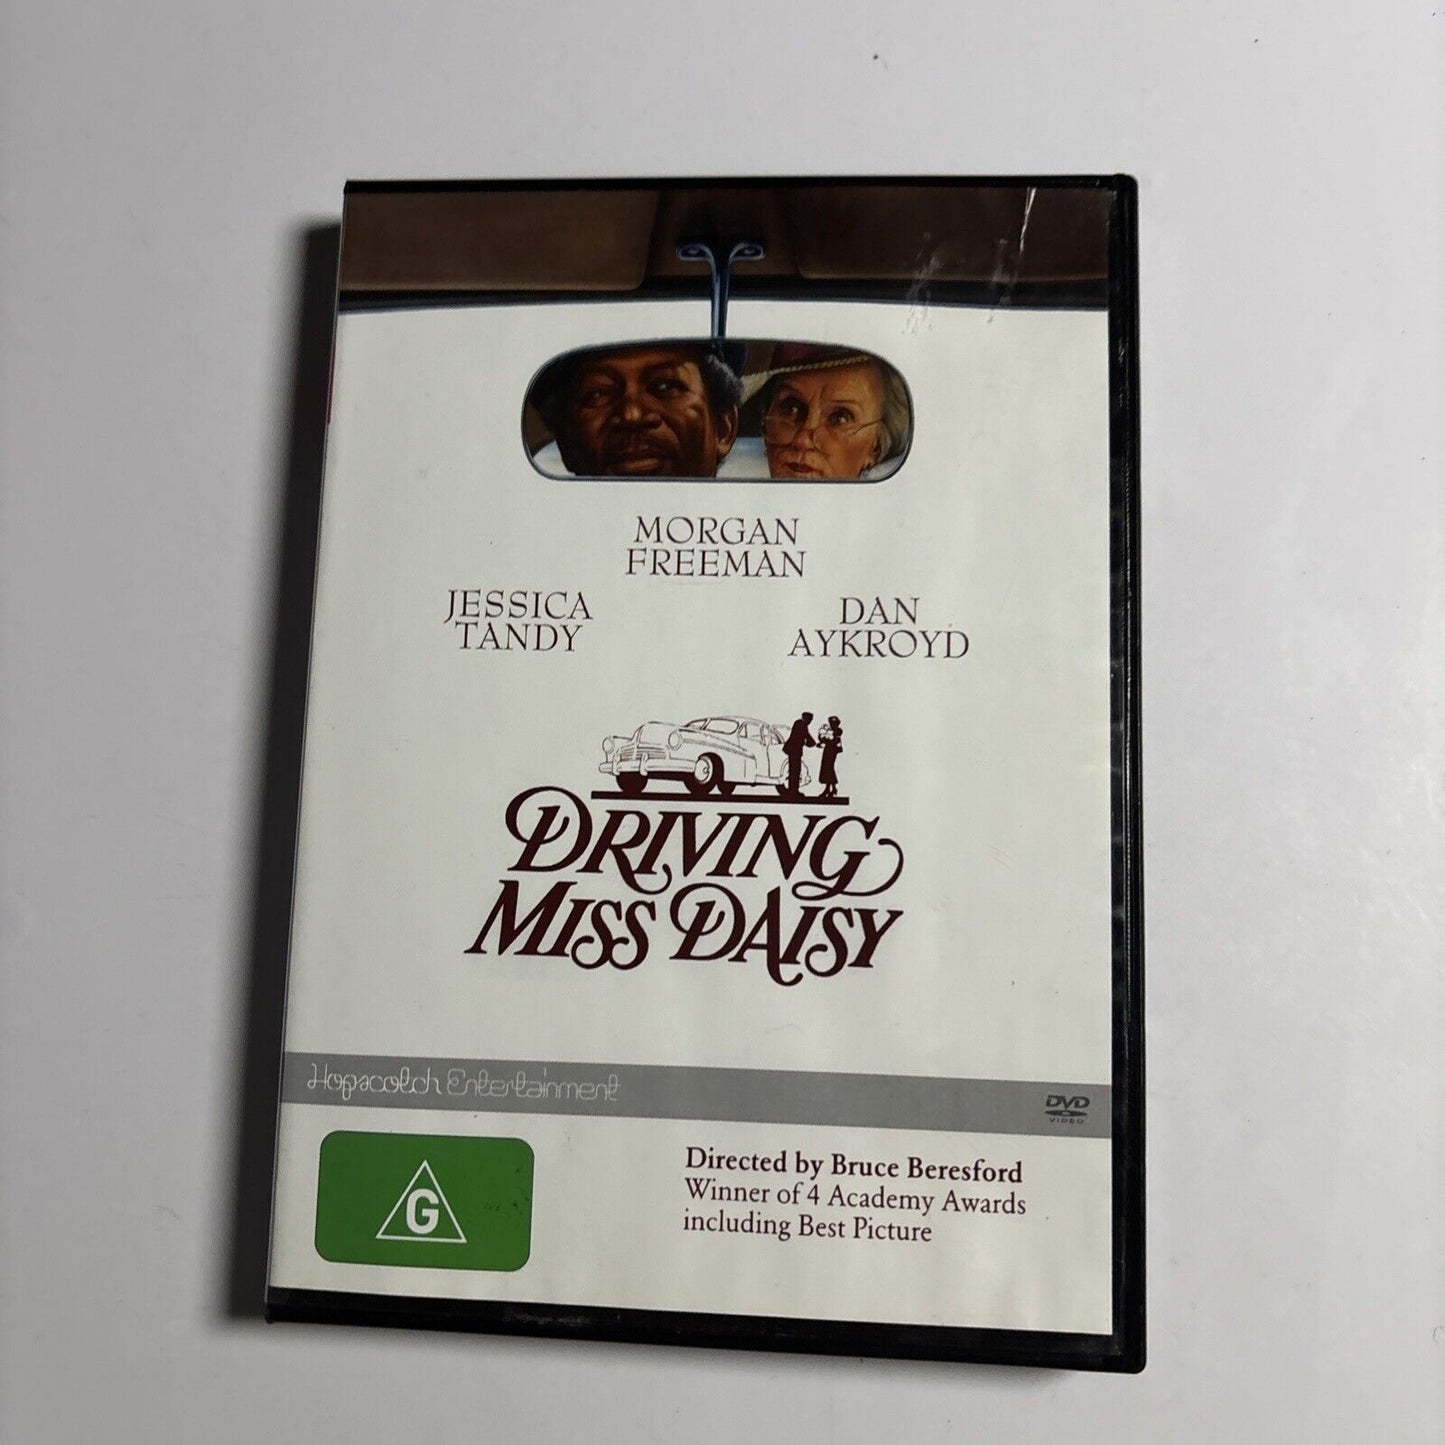 MORGAN
FREEMAN
JESSICA
TANDY
DAN
AYKROYD
DRIVING
MISS DAISY
Hopscotch Entertainment
DVD
VIDEO
G
Directed by Bruce Beresford
Winner of 4 Academy Awards
including Best Picture